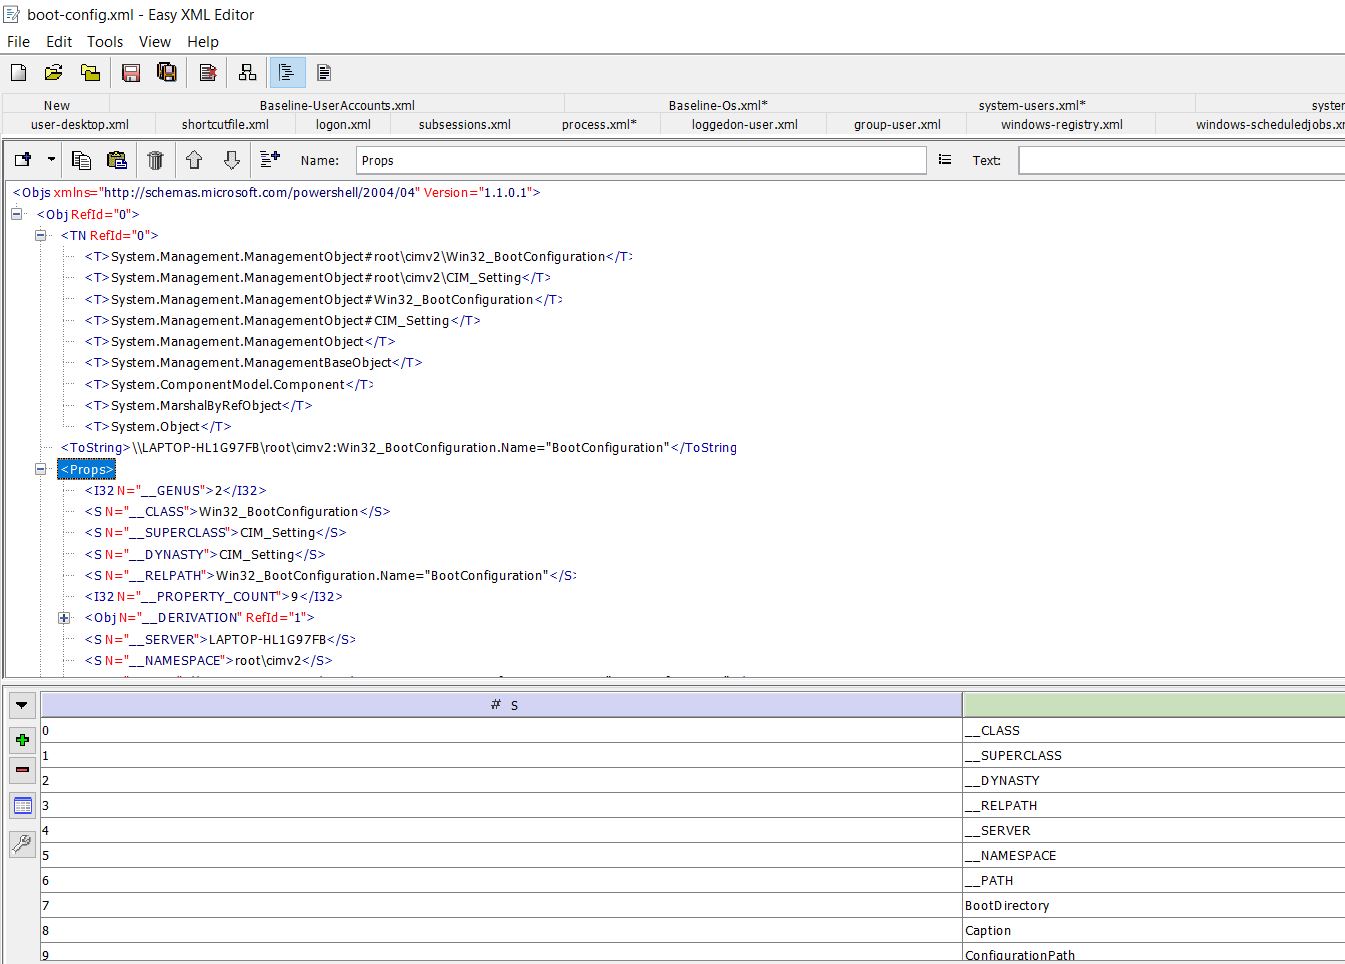 boot-config.xml - Easy XML Editor
File Edit Tools View Help
New Baseline-UserAccounts.xml Baseline-Os.xml* system-users.xml*
user-desktop.xml shortcutfile.xml logon.xml subsessions.xml process.xml* loggedon-user.xml group-user.xml windows-registry.xml
Name: Props Text:
<Objs xmlns="http://schemas.microsoft.com/powershell/2004/04" Version="1.1.0.1">
<Obj RefId="0">
<TN RefId="0">
<T>System.Management.ManagementObject#root\cimv2\Win32_BootConfiguration</T>
<T>System.Management.ManagementObject#root\cimv2\CIM_Setting</T>
<T>System.Management.ManagementObject#Win32_BootConfiguration</T>
<T>System.Management.ManagementObject#CIM_Setting</T>
<T>System.Management.ManagementObject</T>
<T>System.Management.ManagementBaseObject</T>
<T>System.ComponentModel.Component</T>
<T>System.MarshalByRefObject</T>
<T>System.Object</T>
<ToString>\\LAPTOP-HL1G97FB\root\cimv2:Win32_BootConfiguration.Name="BootConfiguration"</ToString
<Props>
<I32 N="__GENUS">2</I32>
<S N="__CLASS">Win32_BootConfiguration</S>
<S N="__SUPERCLASS">CIM_Setting</S>
<S N="__DYNASTY">CIM_Setting</S>
<S N="__RELPATH">Win32_BootConfiguration.Name="BootConfiguration"</S>
<I32 N="__PROPERTY_COUNT">9</I32>
<Obj N="__DERIVATION" RefId="1">
<S N="__SERVER">LAPTOP-HL1G97FB</S>
<S N="__NAMESPACE">root\cimv2</S>
# S
0 __CLASS
1 __SUPERCLASS
2 __DYNASTY
3 __RELPATH
4 __SERVER
5 __NAMESPACE
6 __PATH
7 BootDirectory
8 Caption
9 ConfigurationPath